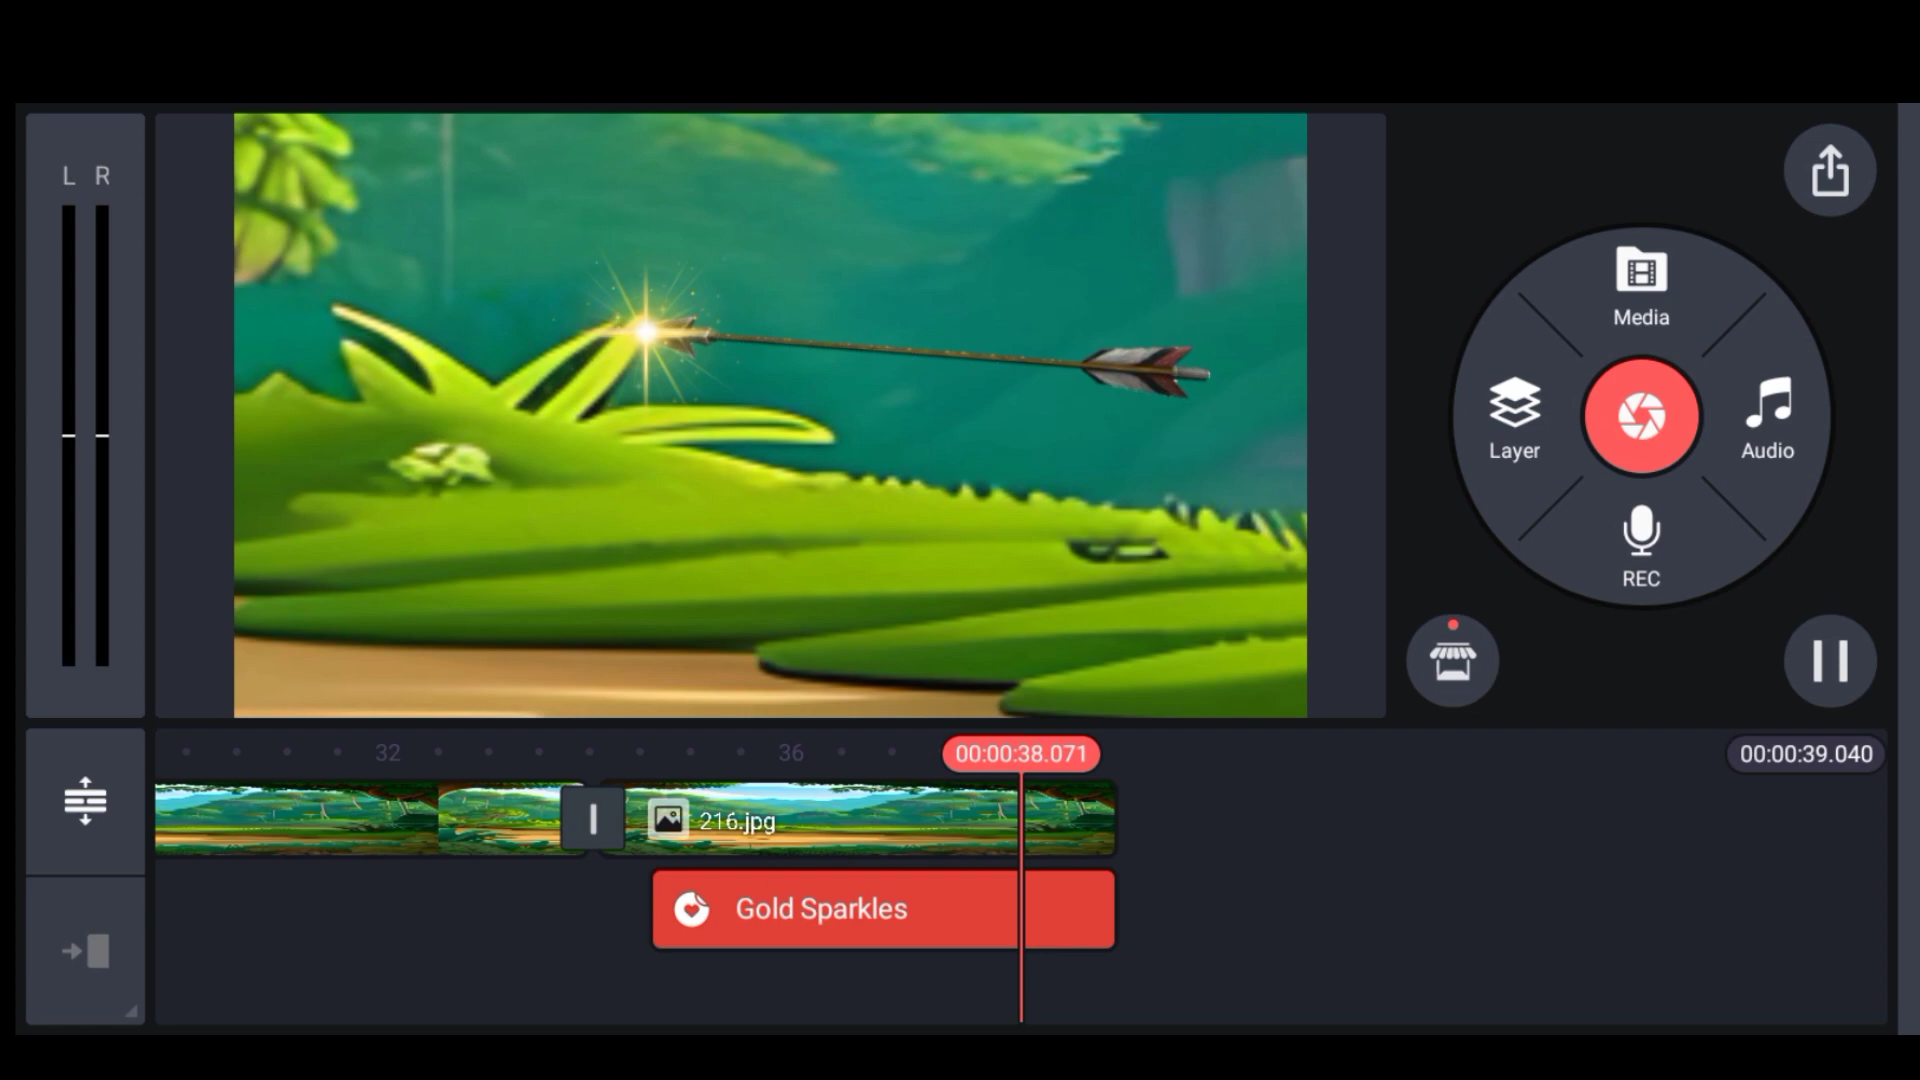 L R
Media
Layer
Audio
REC
32
36
00:00:38.071
00:00:39.040
216.jpg
Gold Sparkles